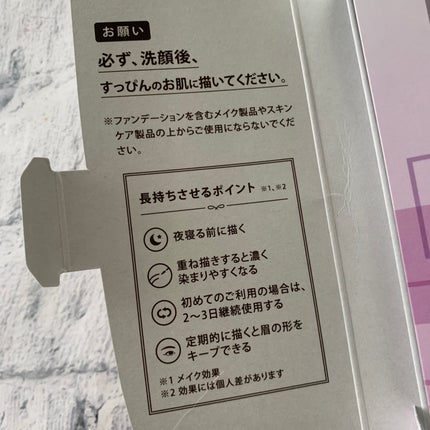 お願い
必ず、洗顔後、
すっぴんのお肌に描いてください。
※ファンデーションを含むメイク製品やスキン
ケア製品の上からご使用にならないでくだ
さい。
長持ちさせるポイント ※1、※2
夜寝る前に描く
重ね描きすると濃く
染まりやすくなる
初めてのご利用の場合は、
2〜3日継続使用する
定期的に描くと眉の形を
キープできる
※1 メイク効果
※2 効果には個人差があります